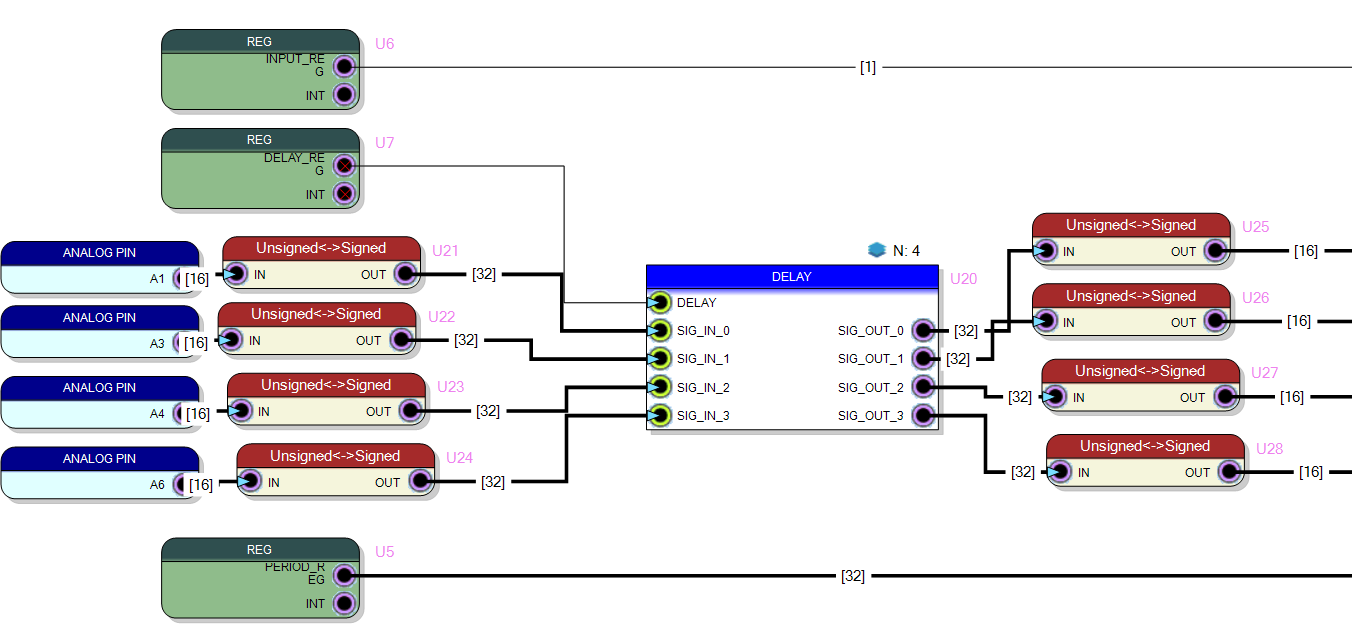 REG
U6
INPUT_RE
G
[1]
INT
REG
U7
DELAY_RE
G
INT
ANALOG PIN
A1
[16]
Unsigned<->Signed
U21
IN
OUT
[32]
ANALOG PIN
A3
[16]
Unsigned<->Signed
U22
IN
OUT
[32]
ANALOG PIN
A4
[16]
Unsigned<->Signed
U23
IN
OUT
[32]
ANALOG PIN
A6
[16]
Unsigned<->Signed
U24
IN
OUT
[32]
N: 4
DELAY
U20
DELAY
SIG_IN_0
SIG_OUT_0
[32]
SIG_IN_1
SIG_OUT_1
[32]
SIG_IN_2
SIG_OUT_2
[32]
SIG_IN_3
SIG_OUT_3
[32]
Unsigned<->Signed
U25
IN
OUT
[16]
Unsigned<->Signed
U26
IN
OUT
[16]
Unsigned<->Signed
U27
IN
OUT
[16]
Unsigned<->Signed
U28
IN
OUT
[16]
REG
U5
PERIOD_R
EG
[32]
INT